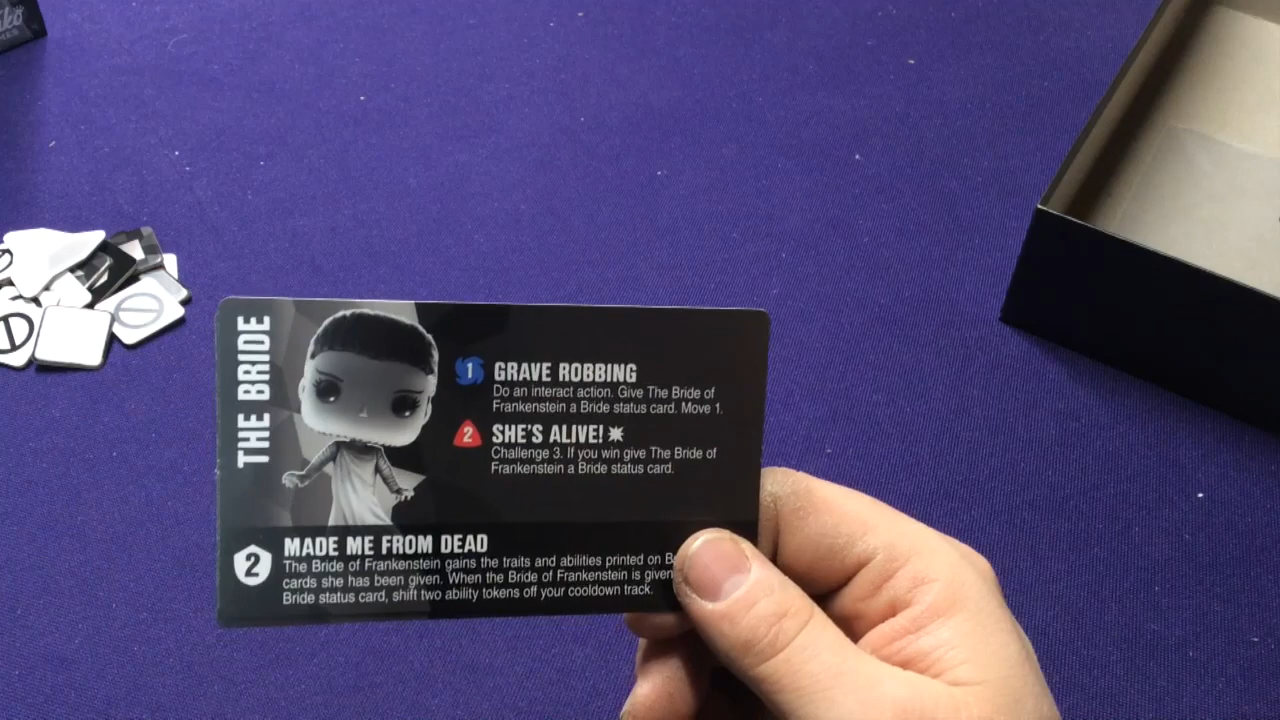 THE BRIDE
1 GRAVE ROBBING
Do an interact action. Give The Bride of
Frankenstein a Bride status card. Move 1.
2 SHE'S ALIVE!
Challenge 3. If you win give The Bride of
Frankenstein a Bride status card.
2 MADE ME FROM DEAD
The Bride of Frankenstein gains the traits and abilities printed on
cards she has been given. When the Bride of Frankenstein is given
Bride status card, shift two ability tokens off your cooldown track.